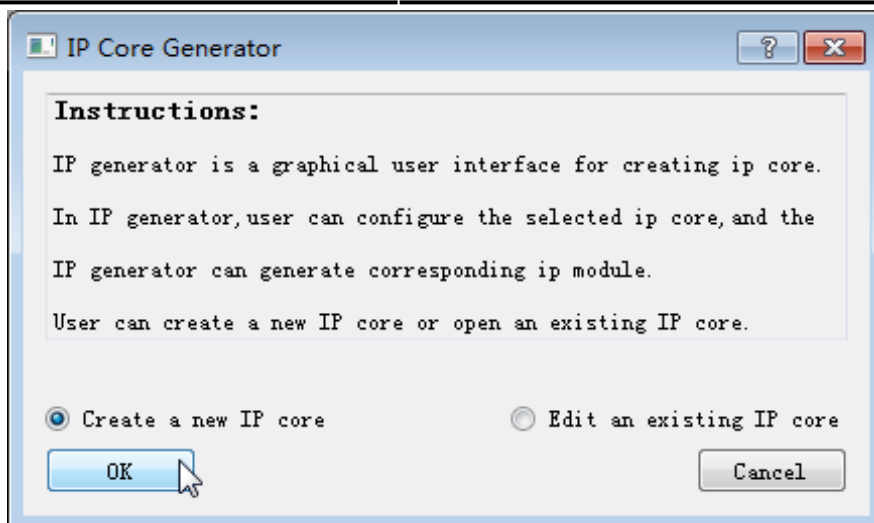 IP Core Generator
Instructions:
IP generator is a graphical user interface for creating ip core.
In IP generator,user can configure the selected ip core,and the
IP generator can generate corresponding ip module.
User can create a new IP core or open an existing IP core.
Create a new IP core Edit an existing IP core
OK Cancel